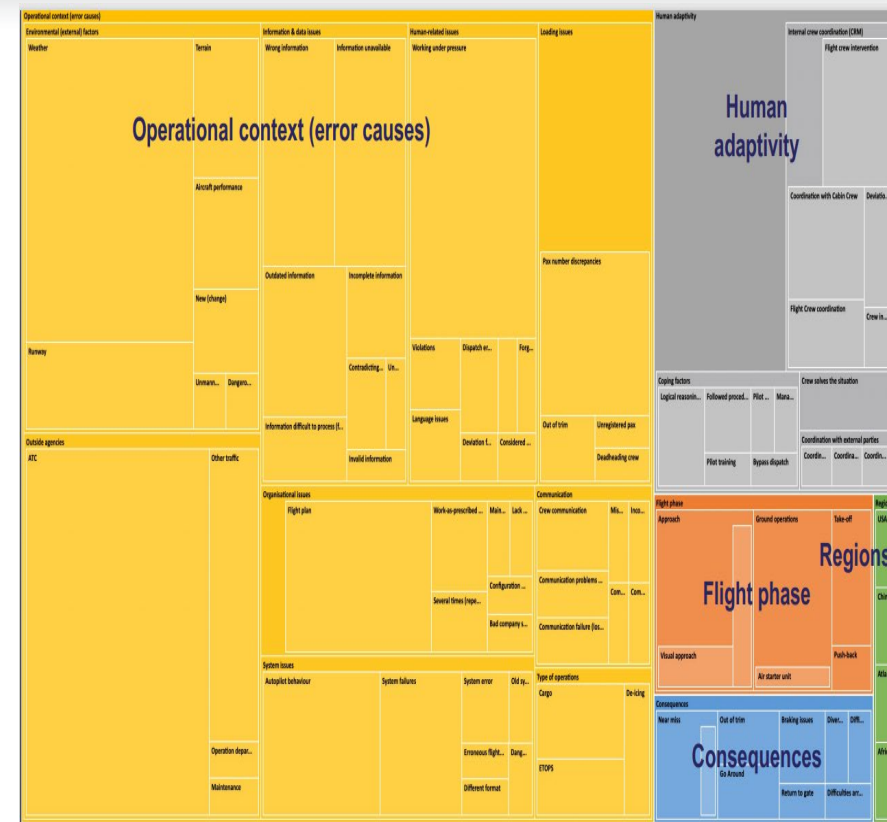 Operational context (error causes)
Environmental (external) factors
Weather
Terrain
Aircraft performance
New (change)
Runway
Unmann...
Dangero...
Outside agencies
ATC
Other traffic
Operation depar...
Maintenance
Information & data issues
Wrong information
Information unavailable
Outdated information
Incomplete information
Contradicting...
Un...
Information difficult to process (f...
Invalid information
Human-related issues
Working under pressure
Violations
Dispatch er...
Forg...
Language issues
Deviation f...
Considered ...
Loading issues
Pax number discrepancies
Out of trim
Unregistered pax
Deadheading crew
Operational context (error causes)
Organisational issues
Flight plan
Work-as-prescribed ...
Main...
Lack ...
Configuration ...
Several times (repe...
Bad company s...
Communication
Crew communication
Mis...
Inco...
Communication problems ...
Com...
Com...
Communication failure (los...
System issues
Autopilot behaviour
System failures
System error
Old sy...
Erroneous flight...
Dang...
Different format
Type of operations
Cargo
De-icing
ETOPS
Human adaptivity
Human
adaptivity
Internal crew coordination (CRM)
Flight crew intervention
Coordination with Cabin Crew
Deviatio...
Flight Crew coordination
Crew in...
Coping factors
Logical reasonin...
Followed proced...
Pilot ...
Mana...
Pilot training
Bypass dispatch
Crew solves the situation
Coordination with external parties
Coordin...
Coordina...
Coordin...
Flight phase
Approach
Ground operations
Take-off
Flight phase
Visual approach
Air starter unit
Push-back
Regio
USA
Regions
Chin
Atla
Afri
Consequences
Near miss
Out of trim
Braking issues
Diver...
Diffi...
Consequences
Go Around
Return to gate
Difficulties arr...